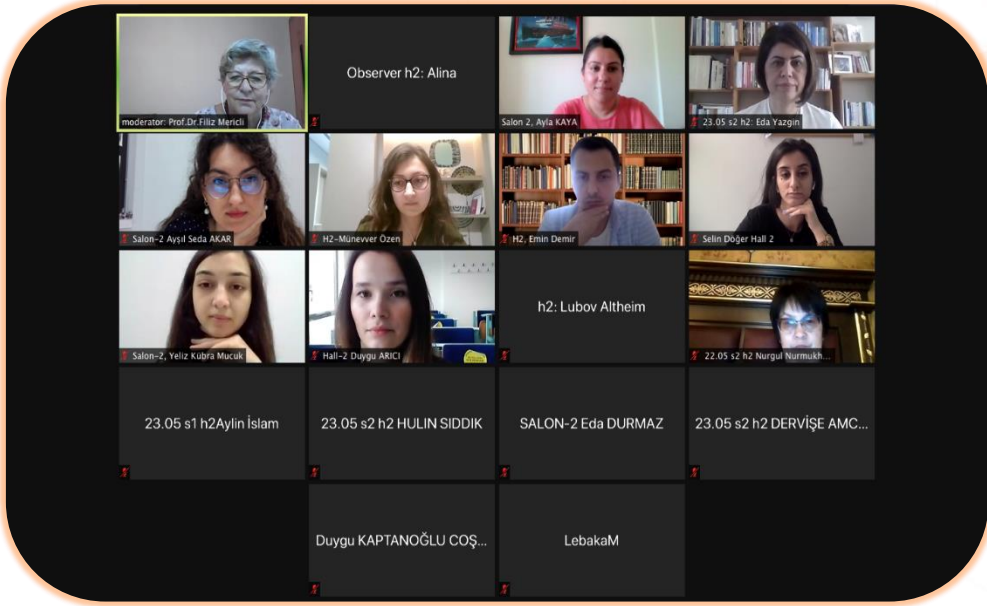 moderator: Prof.Dr.Filiz Mericli
Observer h2: Alina
Salon 2, Ayla KAYA
23.05 s2 h2: Eda Yazgin
Salon-2 Ayşıl Seda AKAR
H2-Münevver Özen
H2, Emin Demir
Selin Döğer Hall 2
Salon-2, Yeliz Kübra Mucuk
Hall-2 Duygu ARICI
h2: Lubov Altheim
22.05 s2 h2 Nurgul Nurmukh...
23.05 s1 h2Aylin İslam
23.05 s2 h2 HULIN SIDDIK
SALON-2 Eda DURMAZ
23.05 s2 h2 DERVİŞE AMC...
Duygu KAPTANOĞLU COŞ...
LebakaM